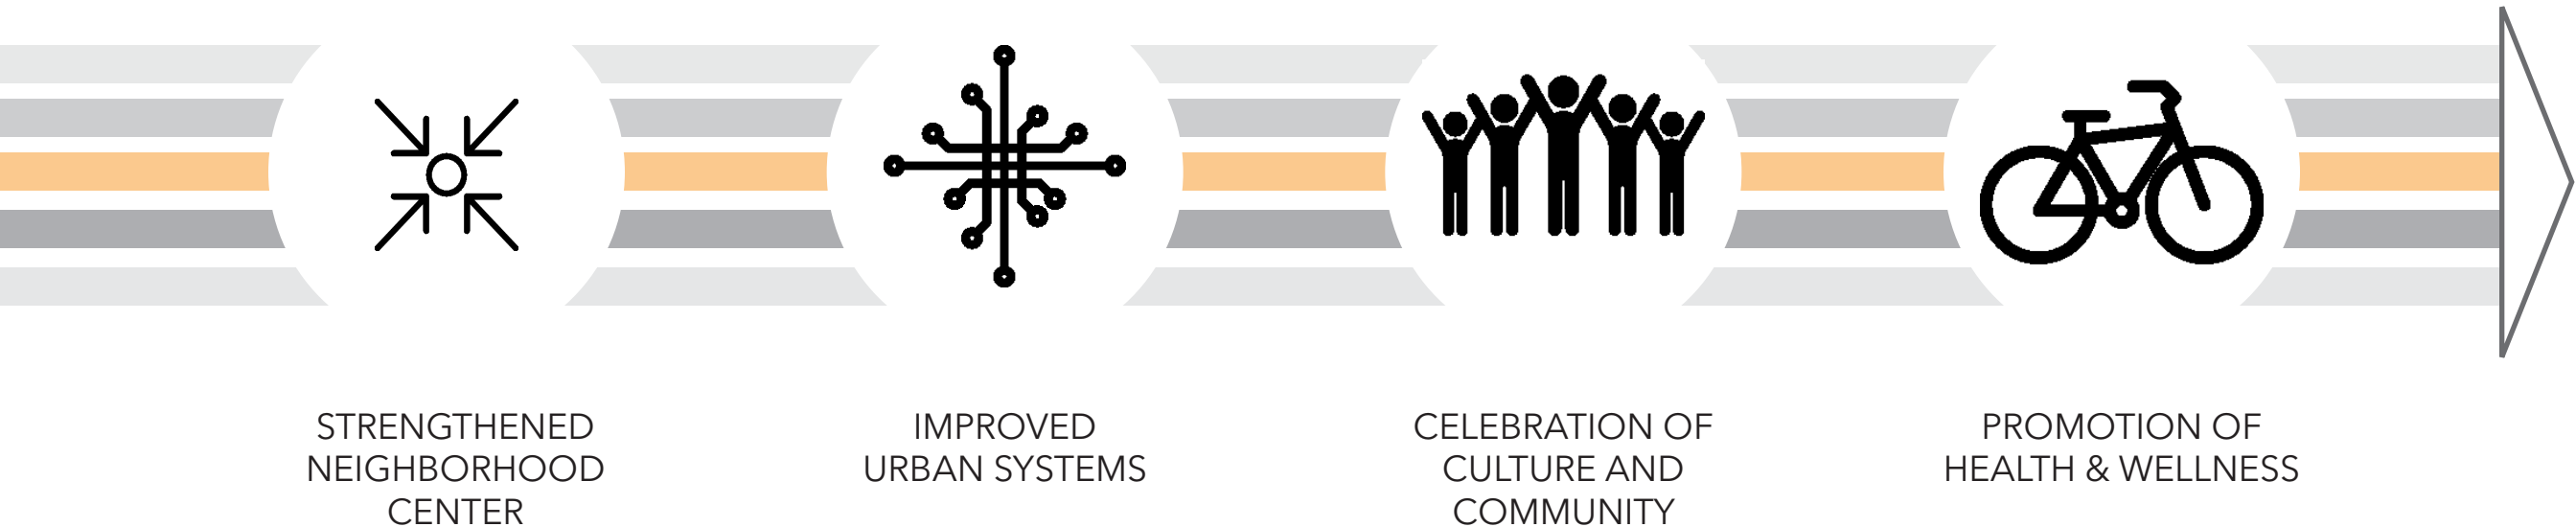 STRENGTHENED
NEIGHBORHOOD
CENTER
IMPROVED
URBAN SYSTEMS
CELEBRATION OF
CULTURE AND
COMMUNITY
PROMOTION OF
HEALTH & WELLNESS